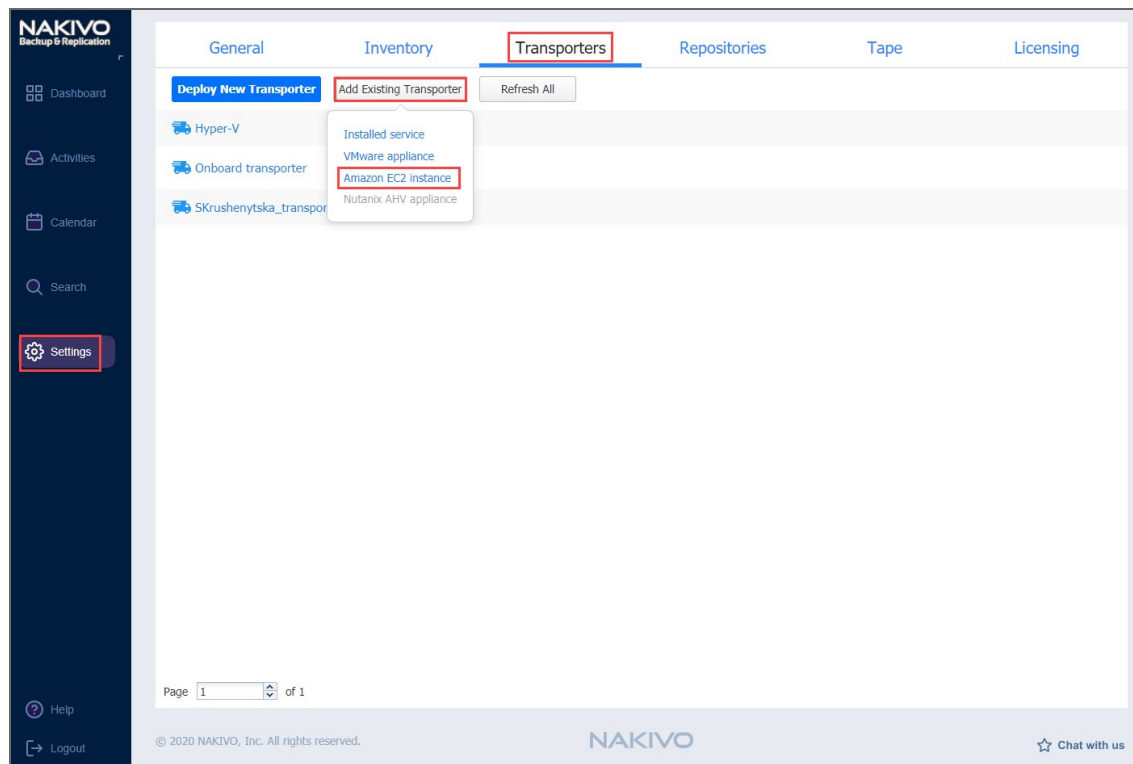 NAKIVO
Backup & Replication
Dashboard
Activities
Calendar
Search
Settings
Help
Logout
General Inventory Transporters Repositories Tape Licensing
Deploy New Transporter Add Existing Transporter Refresh All
Hyper-V
Onboard transporter
SKrushenytska_transpor
Installed service
VMware appliance
Amazon EC2 instance
Nutanix AHV appliance
Page 1 of 1
© 2020 NAKIVO, Inc. All rights reserved. NAKIVO Chat with us